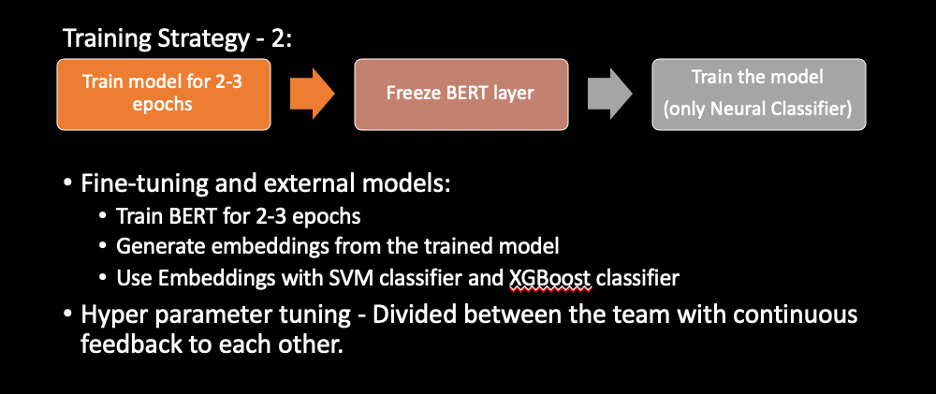 Training Strategy - 2:
Train model for 2-3
epochs
Freeze BERT layer
Train the model
(only Neural Classifier)
• Fine-tuning and external models:
• Train BERT for 2-3 epochs
• Generate embeddings from the trained model
• Use Embeddings with SVM classifier and XGBoost classifier
• Hyper parameter tuning - Divided between the team with continuous
feedback to each other.